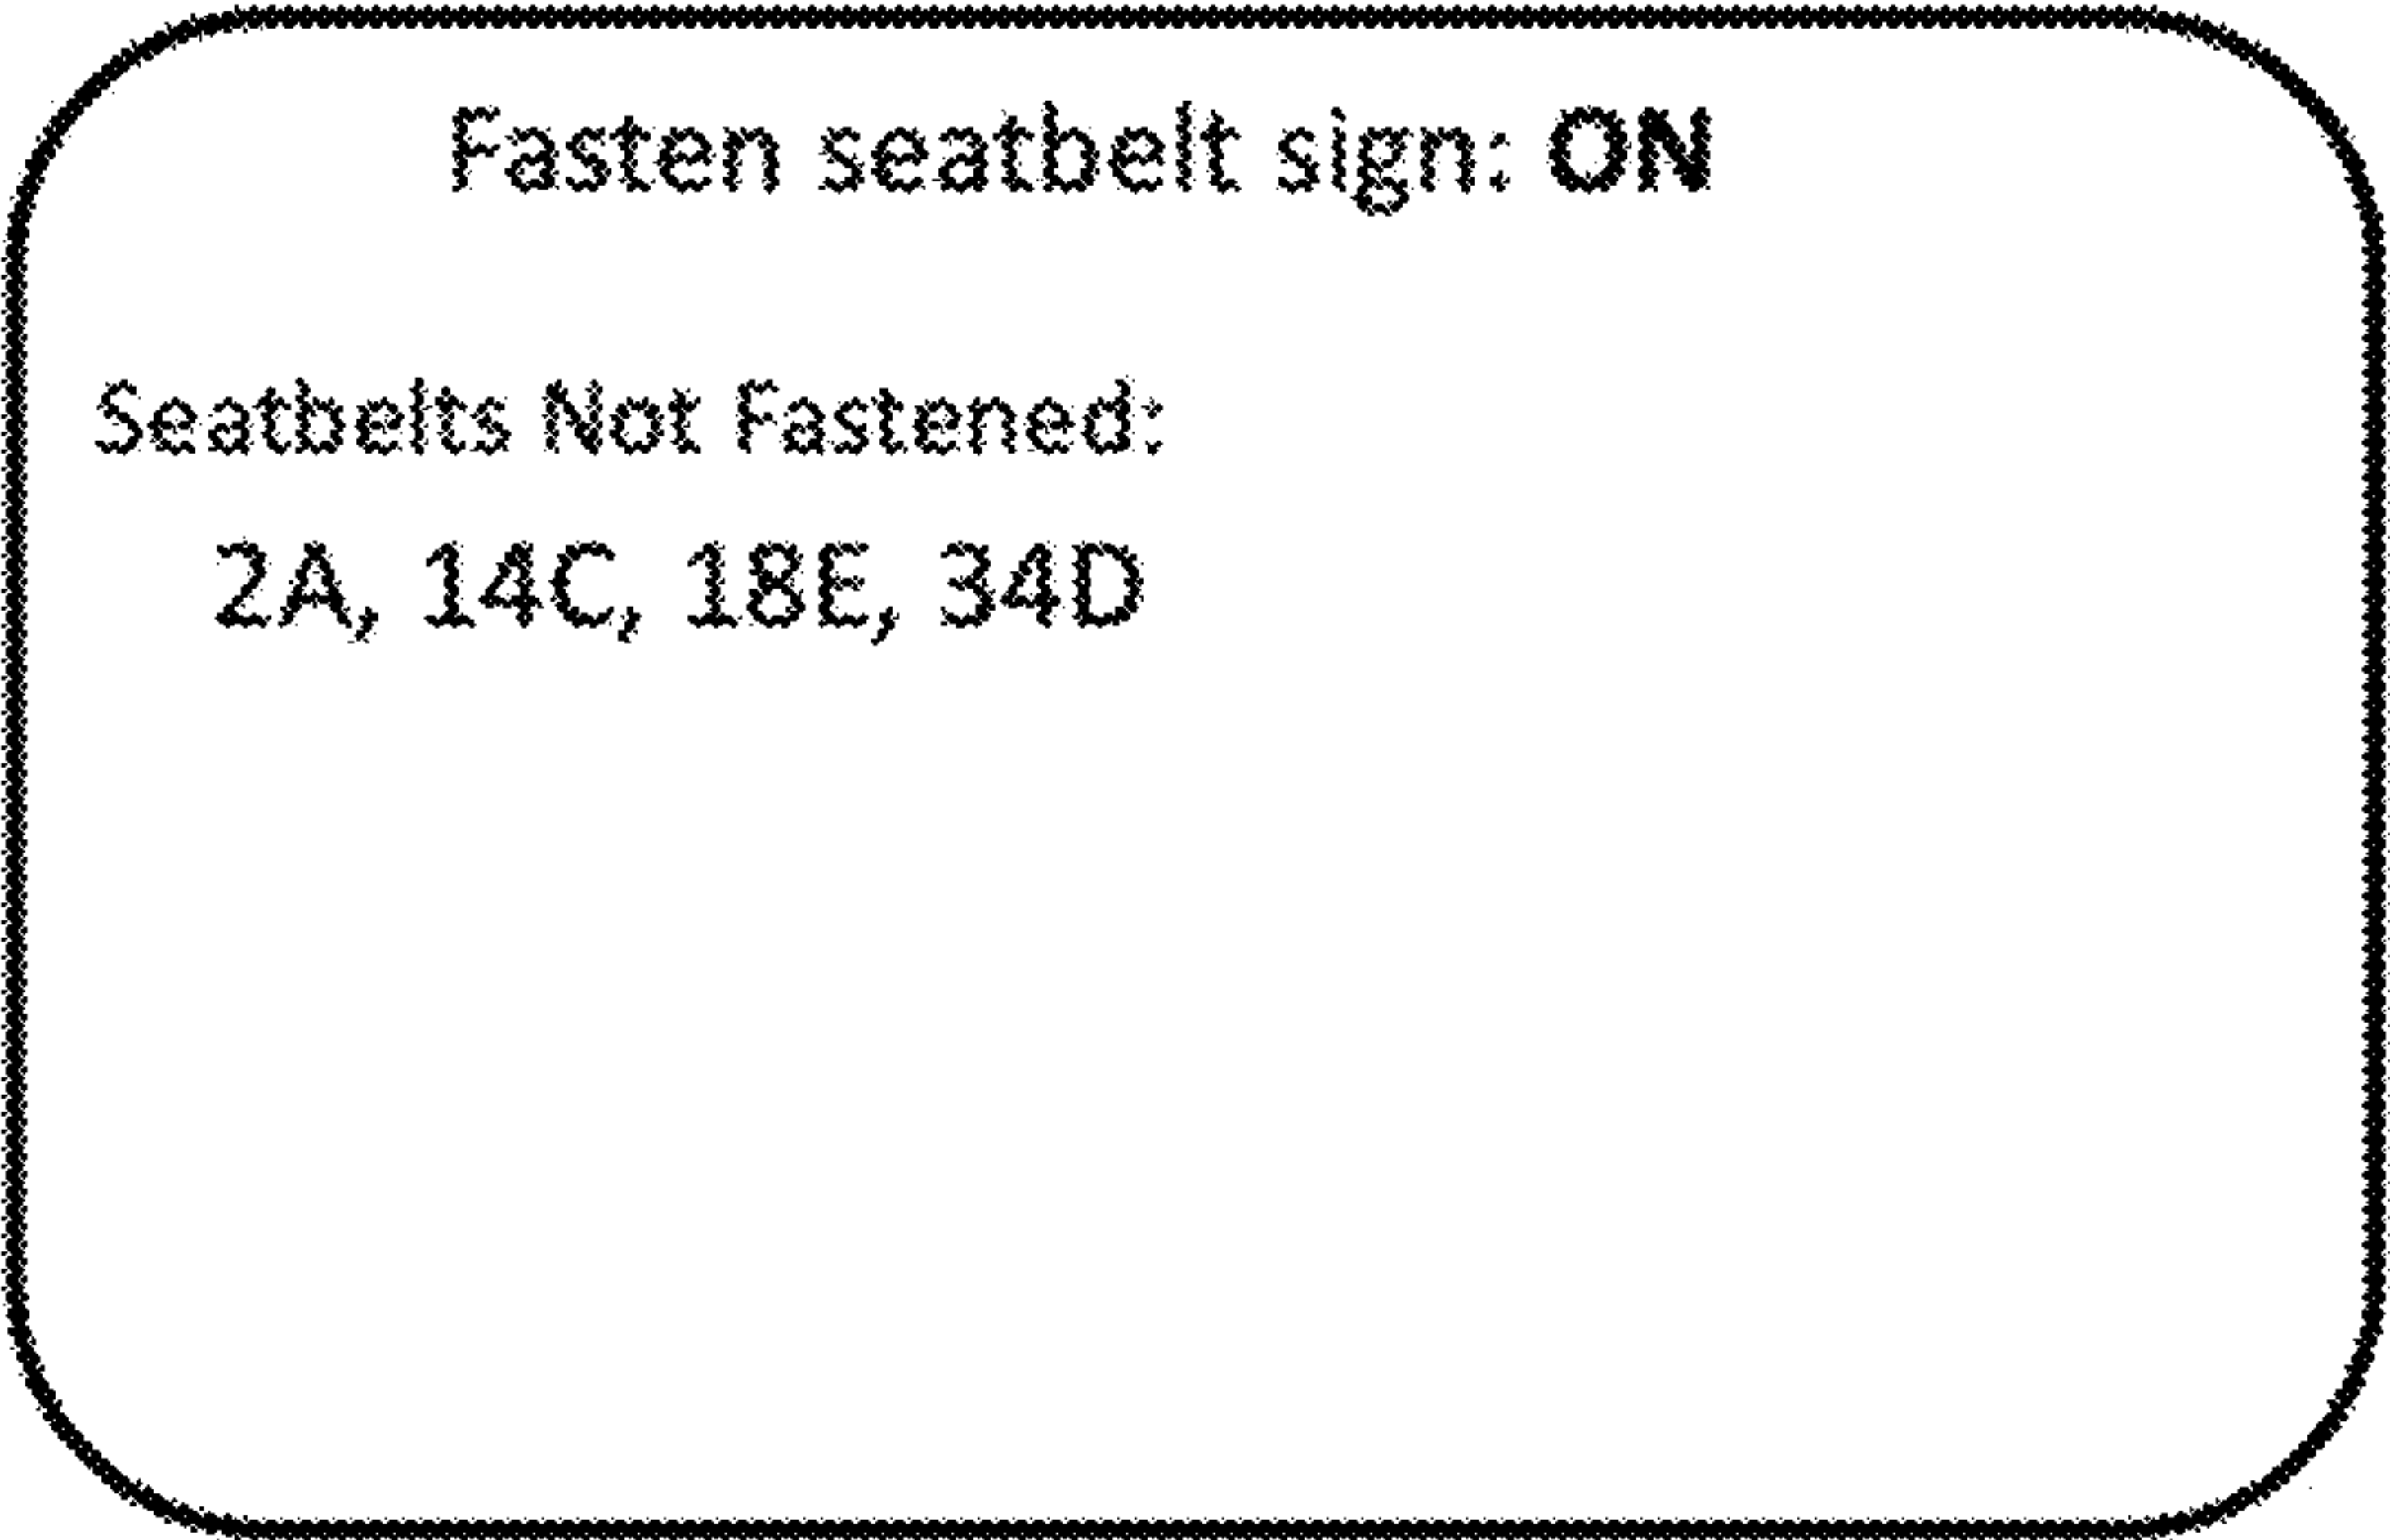 Fasten seatbelt sign: ON
Seatbelts Not Fastened:
2A, 14C, 18E, 34D